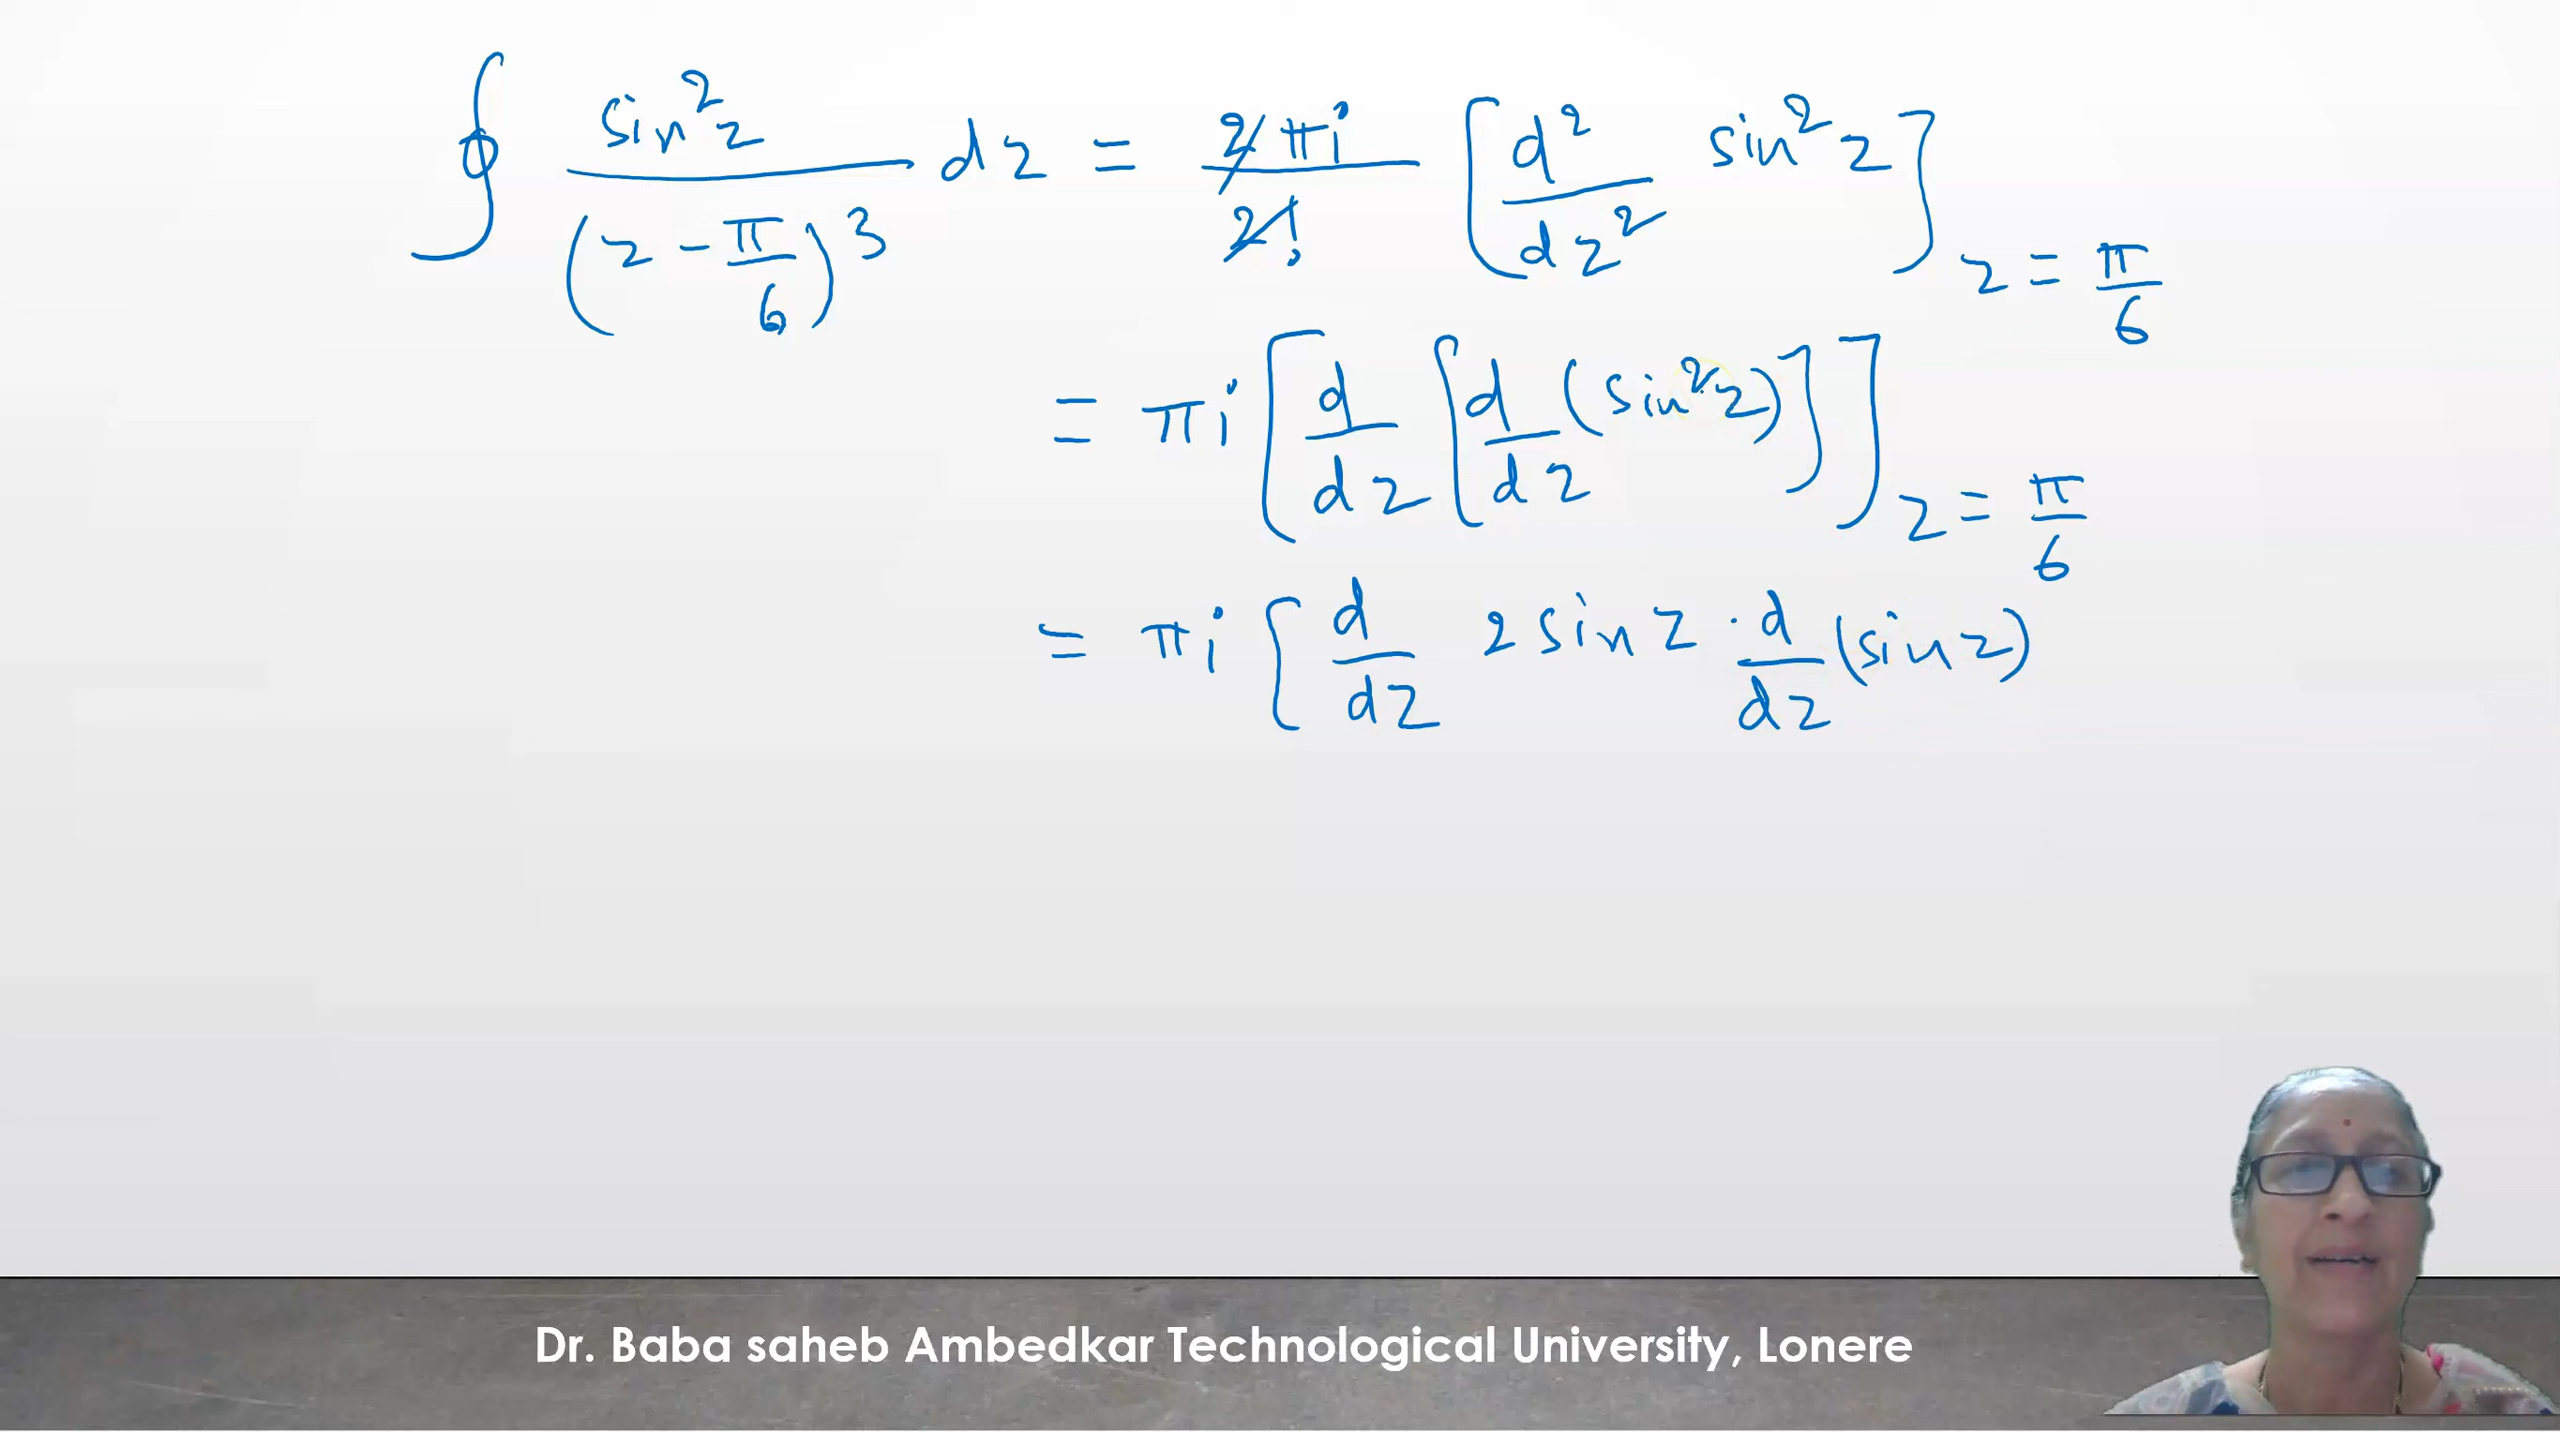 ∮ sin²z / (z - π/6)³ dz = 2πi / 2! [d²/dz² sin²z] z = π/6
= πi [d/dz [d/dz (sin²z)]] z = π/6
= πi [d/dz 2 sin z · d/dz (sin z)
Dr. Baba saheb Ambedkar Technological University, Lonere